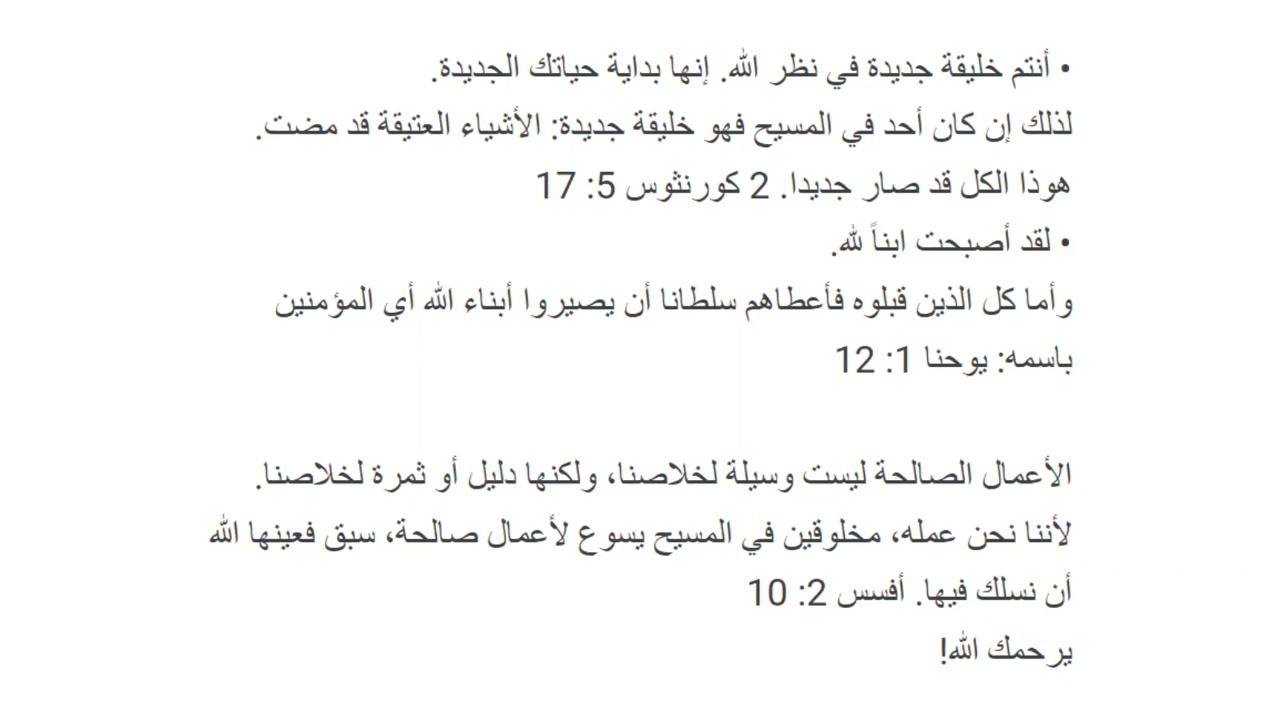 • أنتم خليقة جديدة في نظر الله. إنها بداية حياتك الجديدة.
لذلك إن كان أحد في المسيح فهو خليقة جديدة: الأشياء العتيقة قد مضت.
هوذا الكل قد صار جديدا. 2 كورنثوس 5: 17
• لقد أصبحت ابناً لله.
وأما كل الذين قبلوه فأعطاهم سلطانا أن يصيروا أبناء الله أي المؤمنين
باسمه: يوحنا 1: 12
الأعمال الصالحة ليست وسيلة لخلاصنا، ولكنها دليل أو ثمرة لخلاصنا.
لأننا نحن عمله، مخلوقين في المسيح يسوع لأعمال صالحة، سبق فعينها الله
أن نسلك فيها. أفسس 2: 10
يرحمك الله!